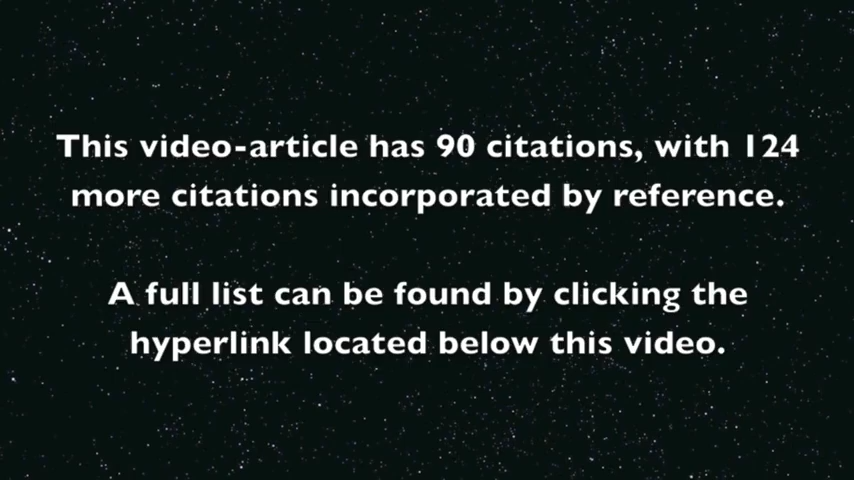 This video-article has 90 citations, with 124
more citations incorporated by reference.
A full list can be found by clicking the
hyperlink located below this video.